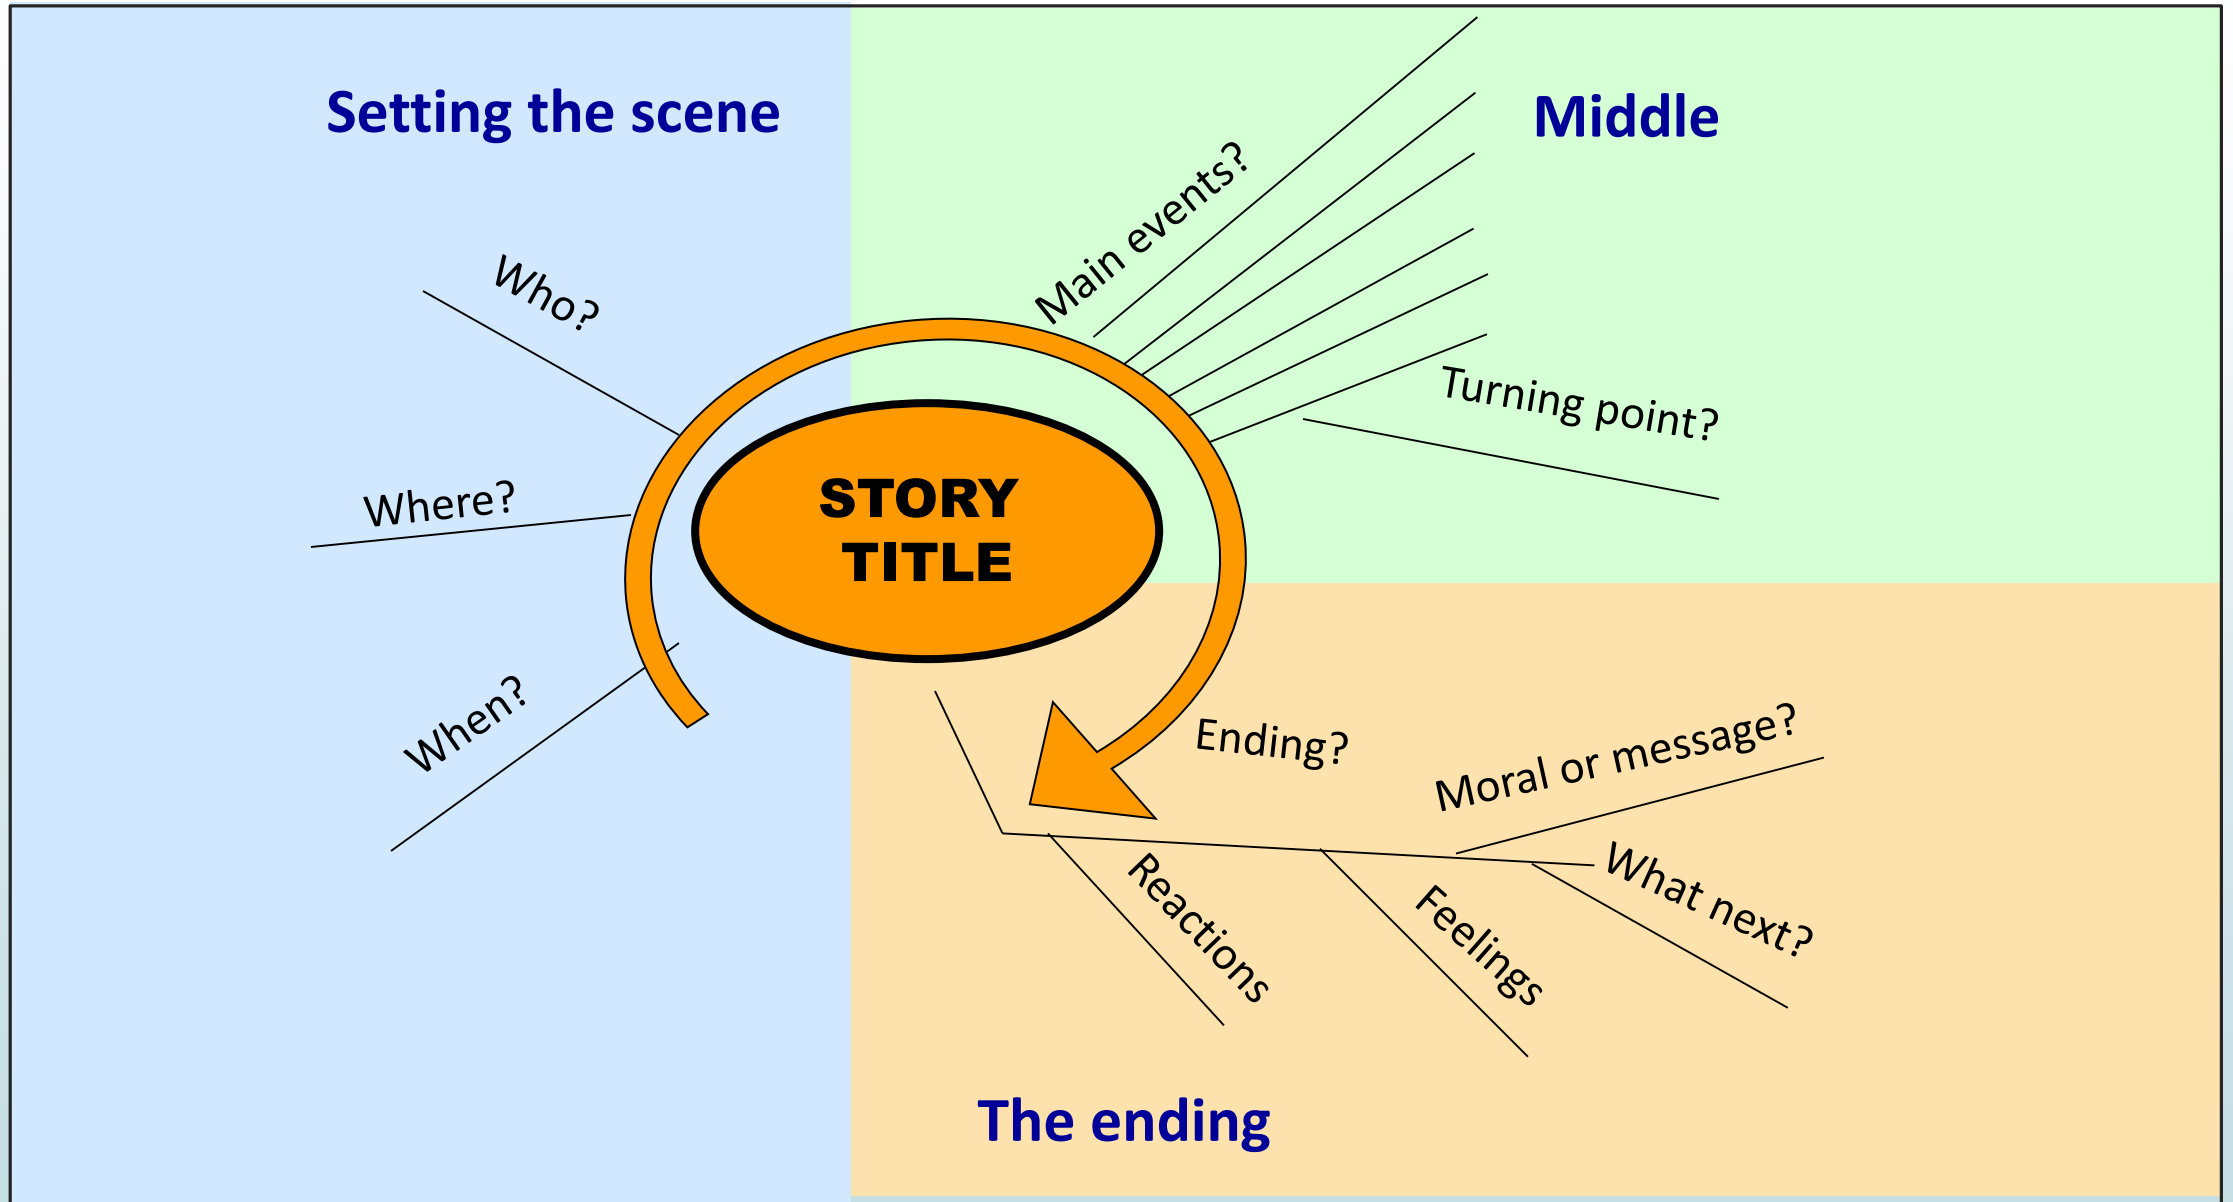 Setting the scene
Who?
Where?
When?
STORY
TITLE
Middle
Main events?
Turning point?
Ending?
Moral or message?
What next?
Reactions
Feelings
The ending